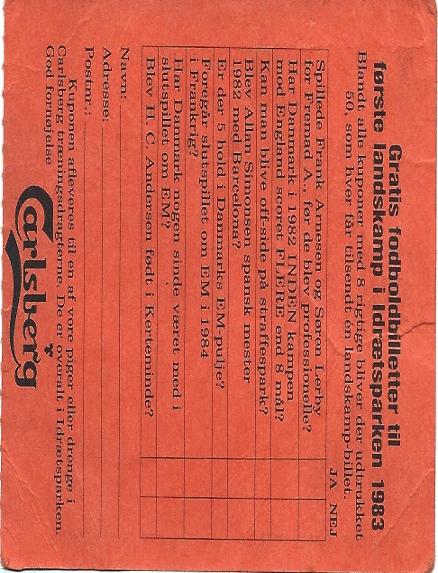 Gratis fodboldbilletter til
første landskamp i Idrætsparken 1983
Blandt alle kuponer med 8 rigtige bliver der udtrukket
50, som hver får tilsendt en landskamp-billet.
JA NEJ
Spillede Frank Arnesen og Søren Lerby
for Fremad A., før de blev professionelle?
Har Danmark i 1982 INDEN kampen
med England scoret FLERE end 8 mål?
Kan man blive off-side på straffespark?
Blev Allan Simonsen spansk mester
1982 med Barcelona?
Er der 5 hold i Danmarks EM-pulje?
Foregår slutspillet om EM i 1984
i Frankrig?
Har Danmark nogen sinde været med i
slutspillet om EM?
Blev H. C. Andersen født i Kerteminde?
Navn:
Adresse:
Postnr.:
Kuponen afleveres til en af vore piger eller drenge i
Carlsberg træningsdragterne. De er overalt i Idrætsparken.
God fornøjelse
Carlsberg